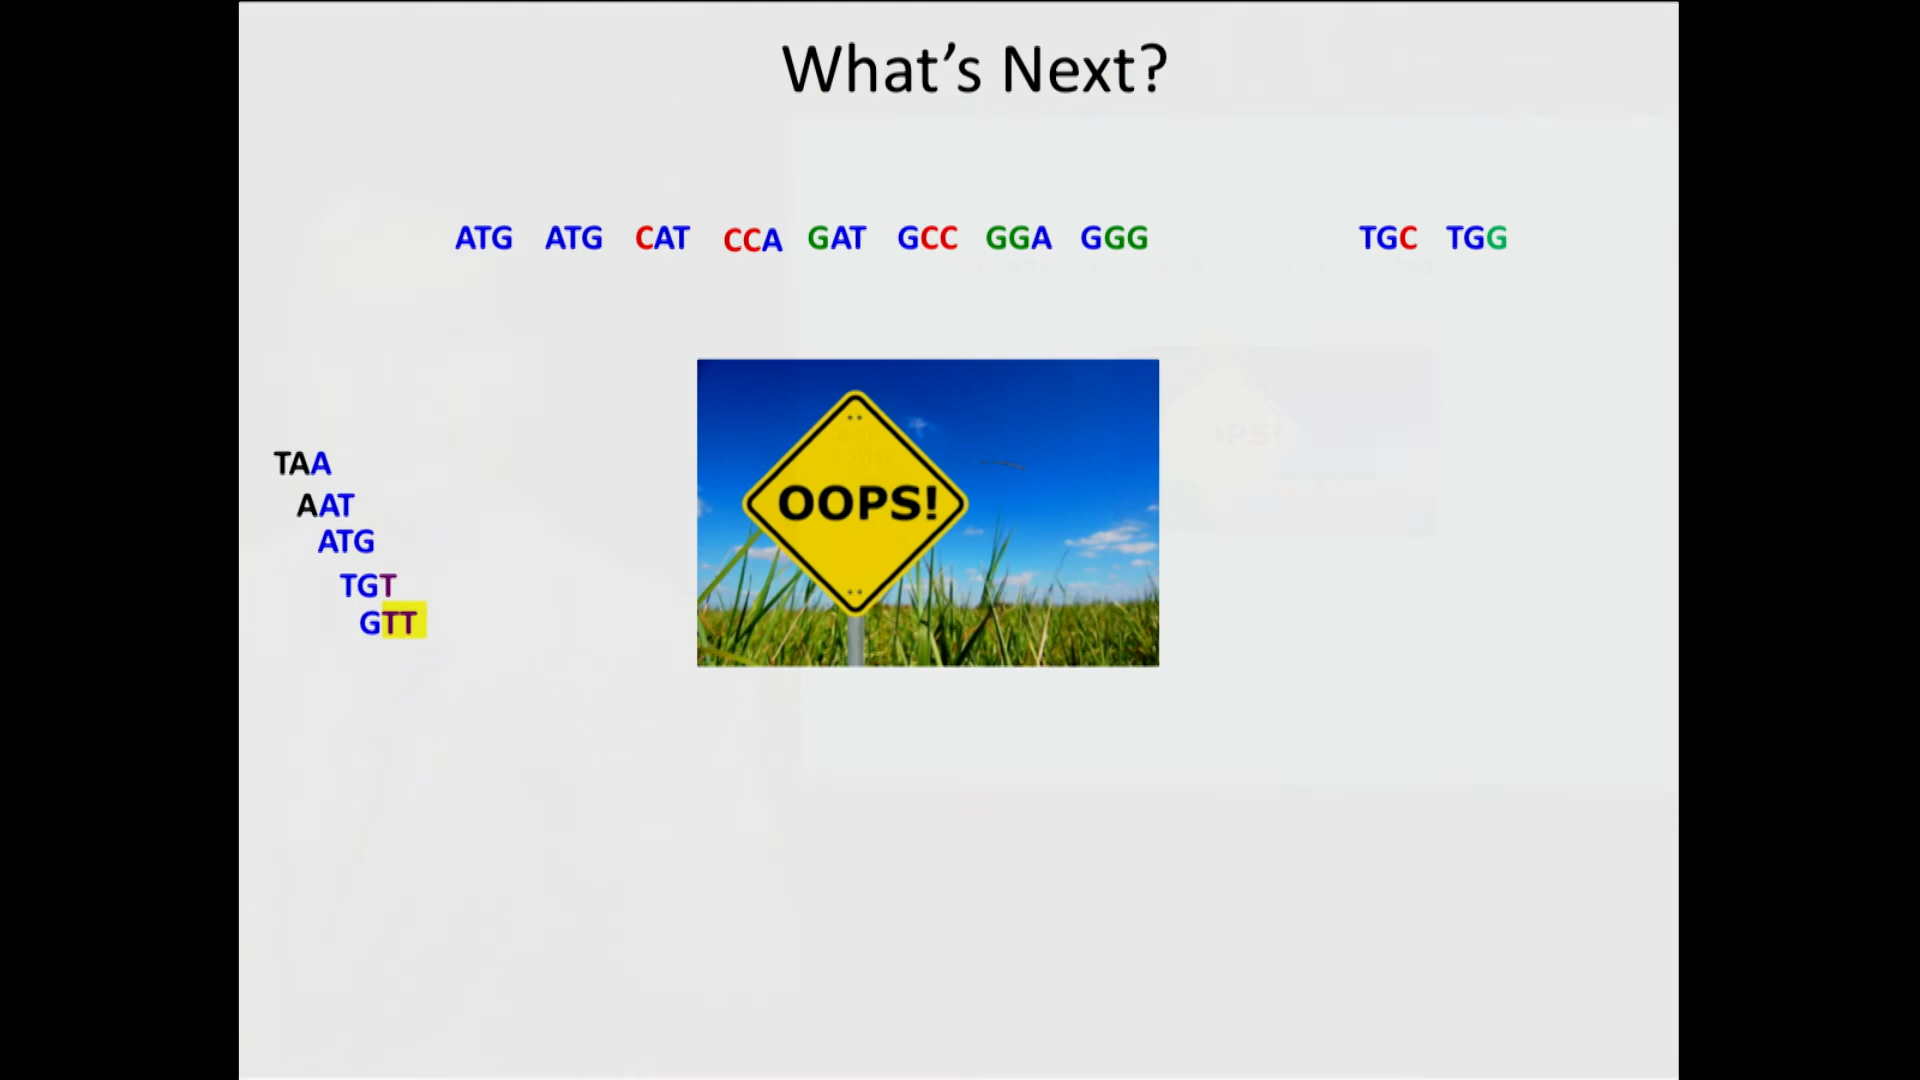 What's Next?
ATG ATG CAT CCA GAT GCC GGA GGG TGC TGG
OOPS!
TAA
AAT
ATG
TGT
GTT